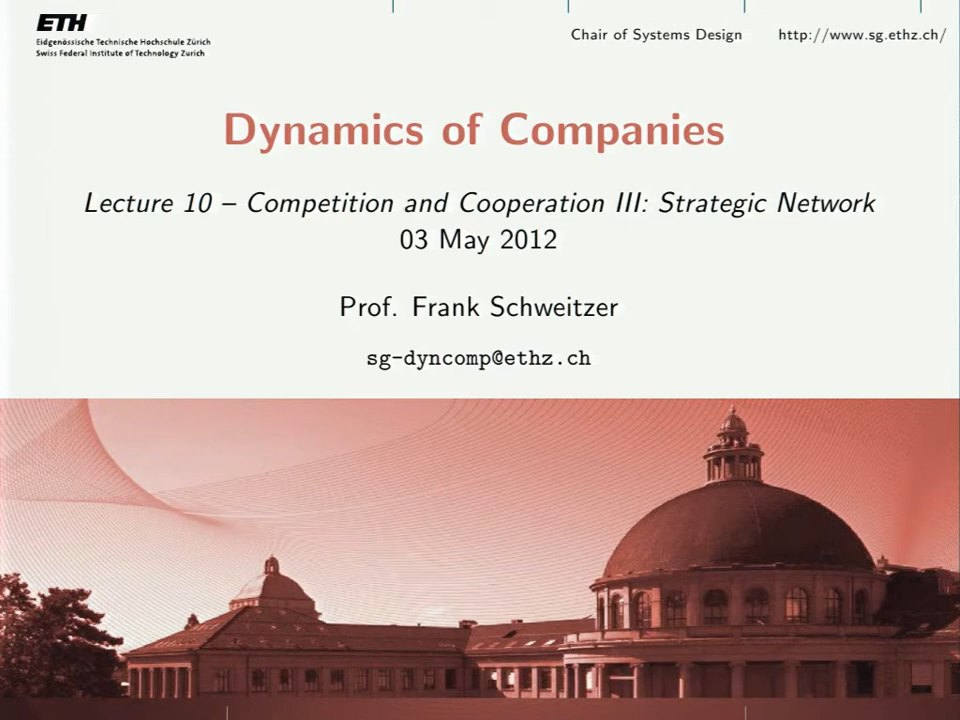 ETH
Eidgenössische Technische Hochschule Zürich
Swiss Federal Institute of Technology Zurich
Chair of Systems Design http://www.sg.ethz.ch/
Dynamics of Companies
Lecture 10 – Competition and Cooperation III: Strategic Network
03 May 2012
Prof. Frank Schweitzer
sg-dyncomp@ethz.ch